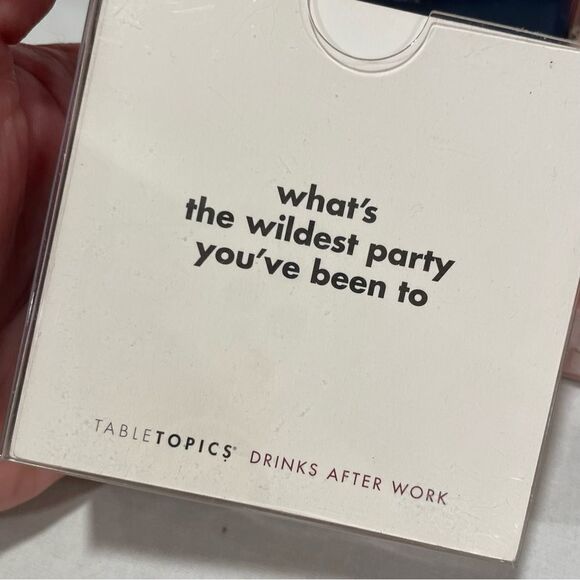 what's
the wildest party
you've been to
TABLETOPICS® DRINKS AFTER WORK